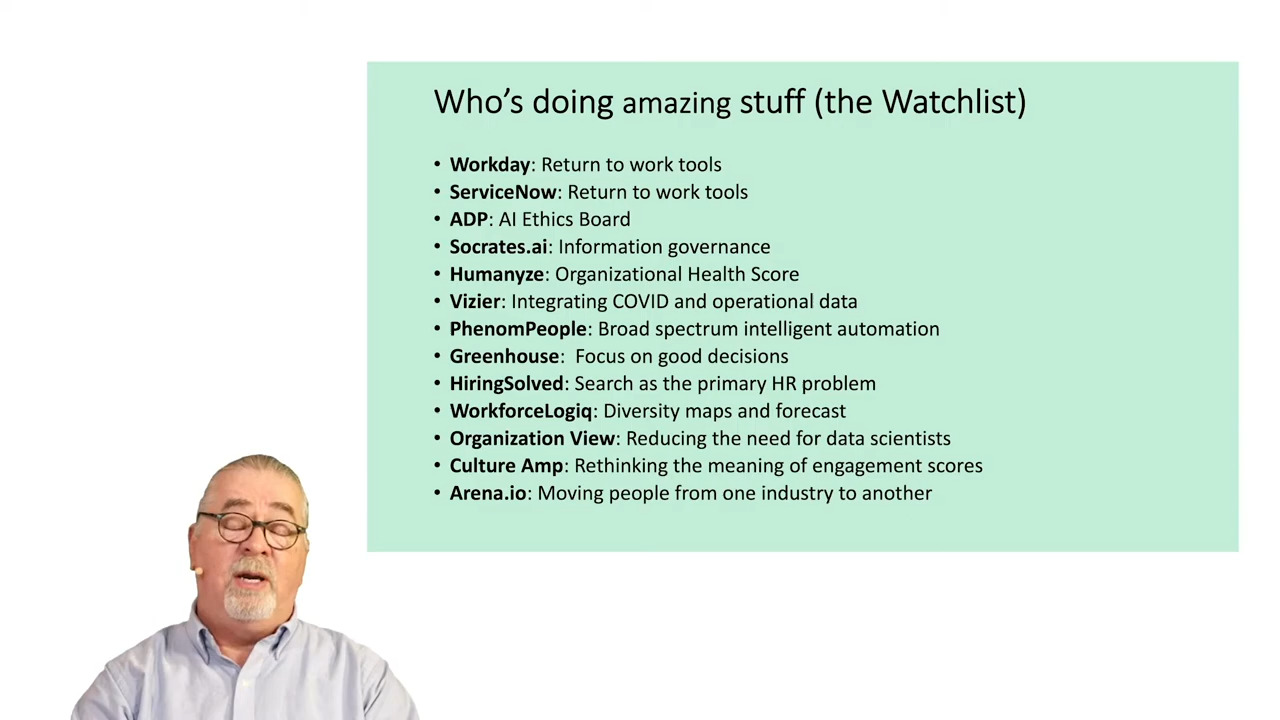 Who's doing amazing stuff (the Watchlist)
• Workday: Return to work tools
• ServiceNow: Return to work tools
• ADP: AI Ethics Board
• Socrates.ai: Information governance
• Humanyze: Organizational Health Score
• Vizier: Integrating COVID and operational data
• PhenomPeople: Broad spectrum intelligent automation
• Greenhouse:  Focus on good decisions
• HiringSolved: Search as the primary HR problem
• WorkforceLogiq: Diversity maps and forecast
• Organization View: Reducing the need for data scientists
• Culture Amp: Rethinking the meaning of engagement scores
• Arena.io: Moving people from one industry to another